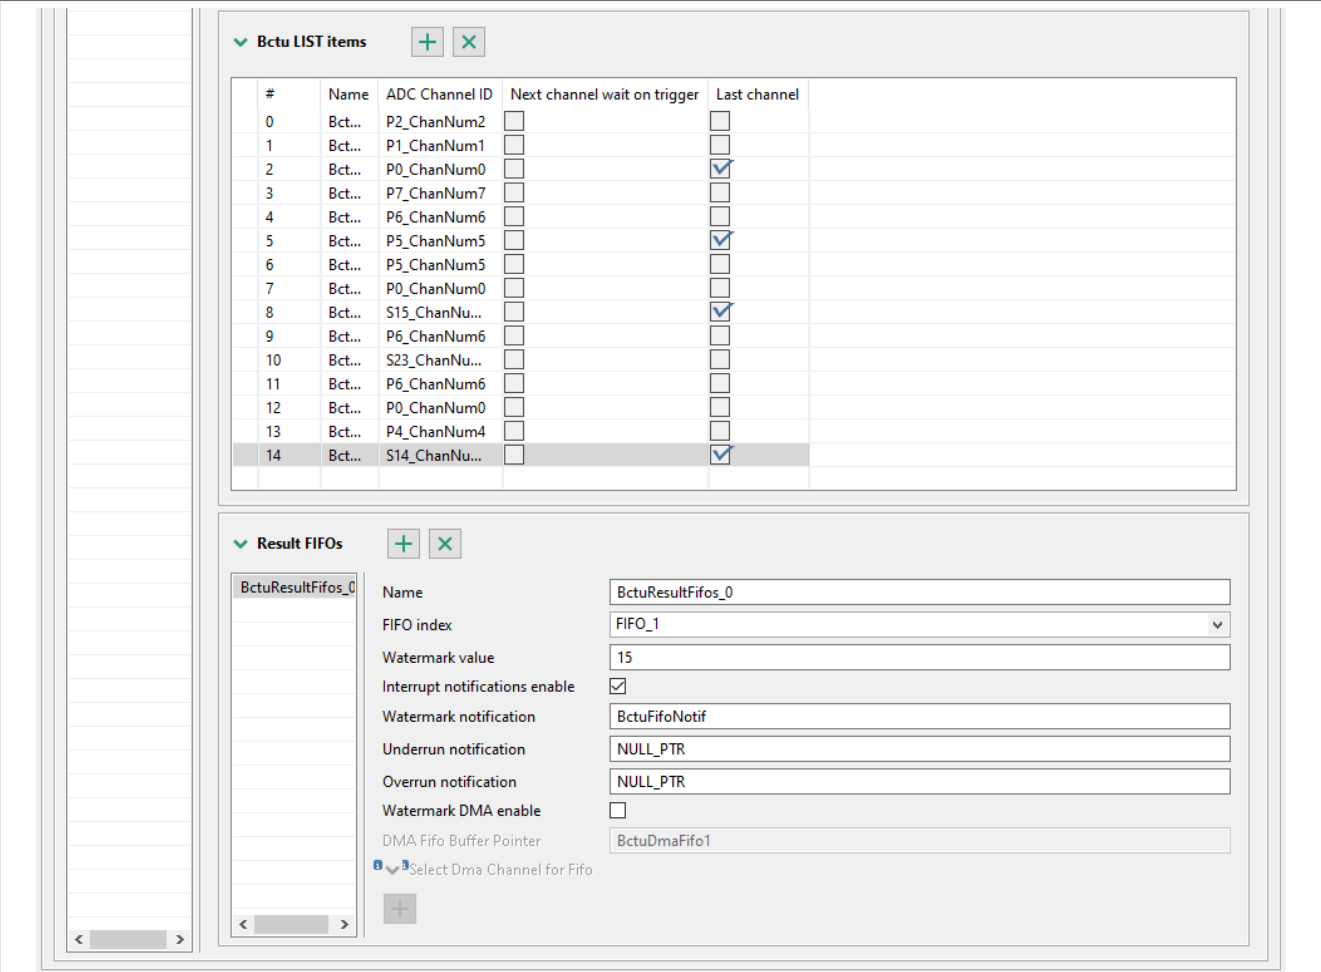 Bctu LIST items
# Name ADC Channel ID Next channel wait on trigger Last channel
0 Bct... P2_ChanNum2
1 Bct... P1_ChanNum1
2 Bct... P0_ChanNum0
3 Bct... P7_ChanNum7
4 Bct... P6_ChanNum6
5 Bct... P5_ChanNum5
6 Bct... P5_ChanNum5
7 Bct... P0_ChanNum0
8 Bct... S15_ChanNu...
9 Bct... P6_ChanNum6
10 Bct... S23_ChanNu...
11 Bct... P6_ChanNum6
12 Bct... P0_ChanNum0
13 Bct... P4_ChanNum4
14 Bct... S14_ChanNu...
Result FIFOs
BctuResultFifos_0
Name BctuResultFifos_0
FIFO index FIFO_1
Watermark value 15
Interrupt notifications enable
Watermark notification BctuFifoNotif
Underrun notification NULL_PTR
Overrun notification NULL_PTR
Watermark DMA enable
DMA Fifo Buffer Pointer BctuDmaFifo1
Select Dma Channel for Fifo